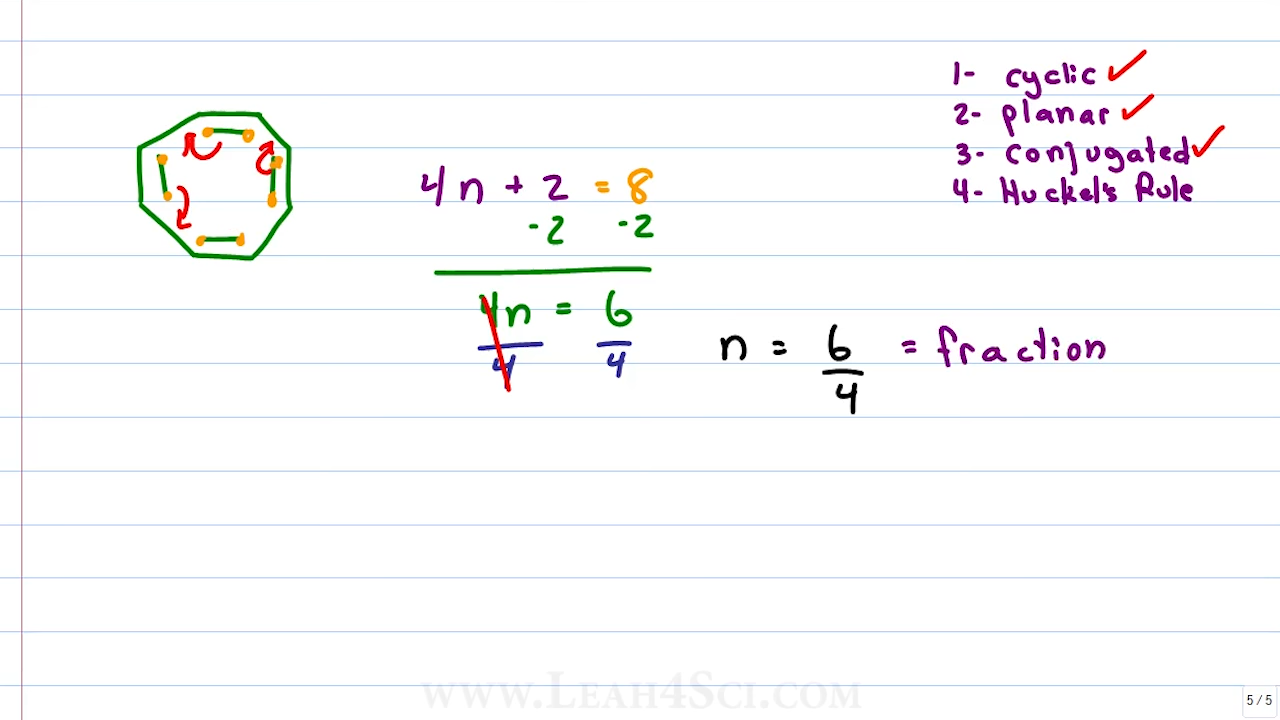 1- cyclic ✓
2- planar ✓
3- conjugated ✓
4- Huckel's Rule
4n + 2 = 8
-2 -2
4n = 6
4 4
n = 6 = fraction
4
www.Leah4Sci.com
5 / 5